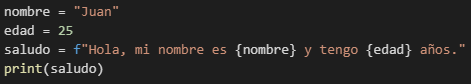 nombre = "Juan"
edad = 25
saludo = f"Hola, mi nombre es {nombre} y tengo {edad} años."
print(saludo)